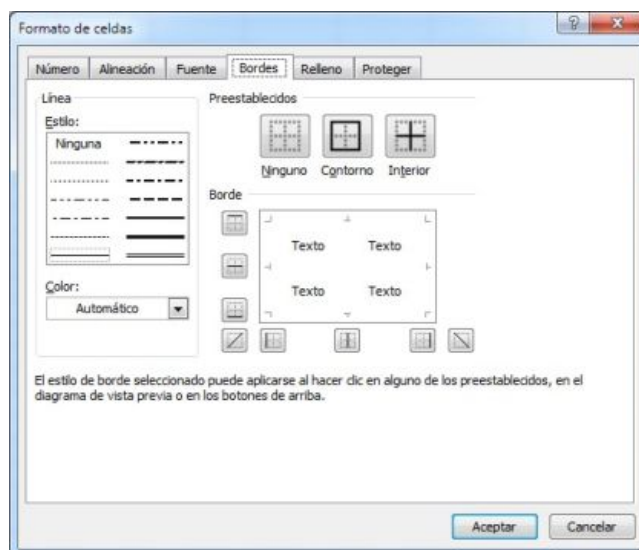 Formato de celdas
Número Alineación Fuente Bordes Relleno Proteger
Línea
Estilo:
Ninguna
Color:
Automático
Preestablecidos
Ninguno Contorno Interior
Borde
Texto Texto
Texto Texto
El estilo de borde seleccionado puede aplicarse al hacer clic en alguno de los preestablecidos, en el
diagrama de vista previa o en los botones de arriba.
Aceptar Cancelar